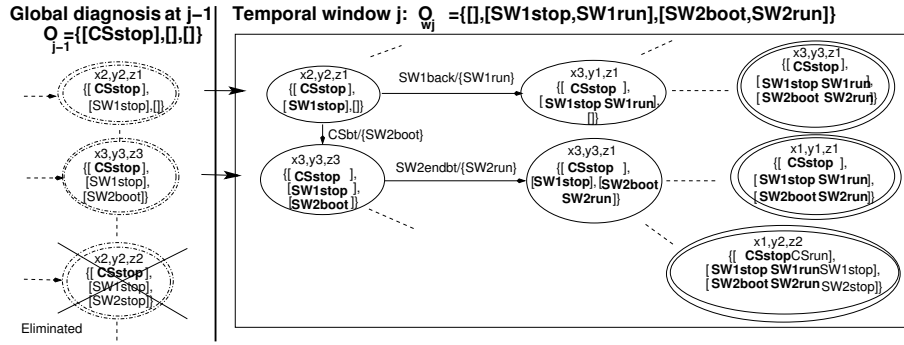 Global diagnosis at j−1
O j−1 ={[CSstop],[],[]}
x2,y2,z1
{[ CSstop],
[SW1stop],[]}
x3,y3,z3
{[ CSstop],
[SW1stop],
[SW2boot]}
x2,y2,z2
{[ CSstop],
[SW1stop],
[SW2stop]}
Eliminated
Temporal window j: O wj ={[],[SW1stop,SW1run],[SW2boot,SW2run]}
x2,y2,z1
{[ CSstop ],
[SW1stop],[]}
SW1back/{SW1run}
x3,y1,z1
{[ CSstop ],
[ SW1stop SW1run],
[]}
x3,y3,z1
{[ CSstop ],
[ SW1stop SW1run],
[ SW2boot SW2run]}
CSbt/{SW2boot}
x3,y3,z3
{[ CSstop ],
[ SW1stop ],
[ SW2boot ]}
SW2endbt/{SW2run}
x3,y3,z1
{[ CSstop ],
[SW1stop], [SW2boot
SW2run]}
x1,y1,z1
{[ CSstop ],
[ SW1stop SW1run],
[ SW2boot SW2run]}
x1,y2,z2
{[ CSstopCSrun],
[ SW1stop SW1runSW1stop],
[ SW2boot SW2run SW2stop]}